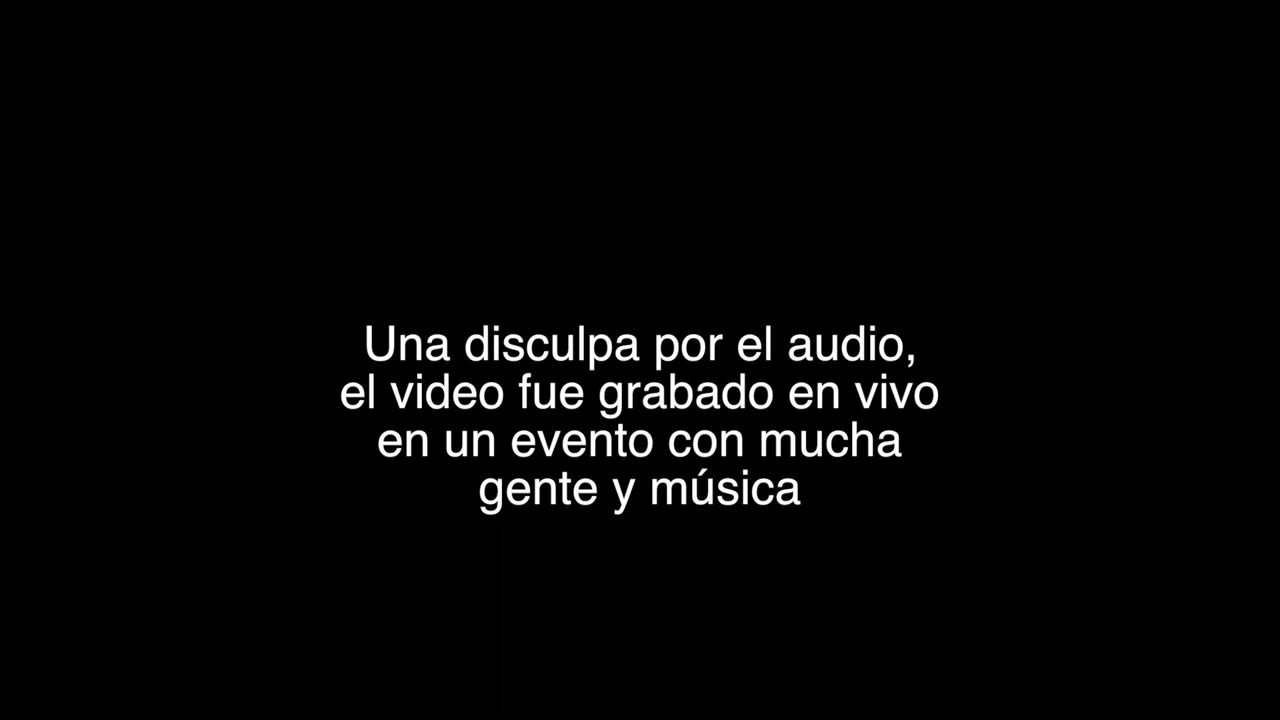 Una disculpa por el audio,
el video fue grabado en vivo
en un evento con mucha
gente y música